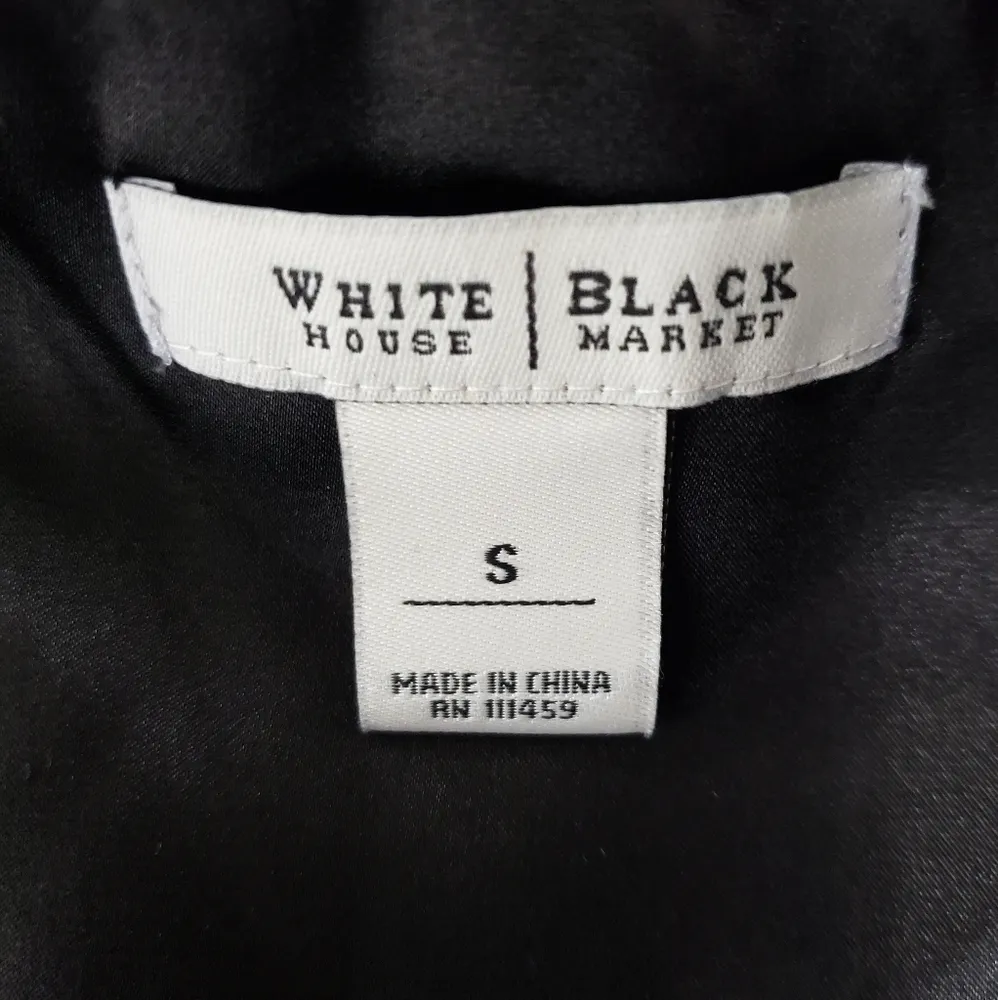 WHITE | BLACK
HOUSE | MARKET
S
MADE IN CHINA
RN 111459